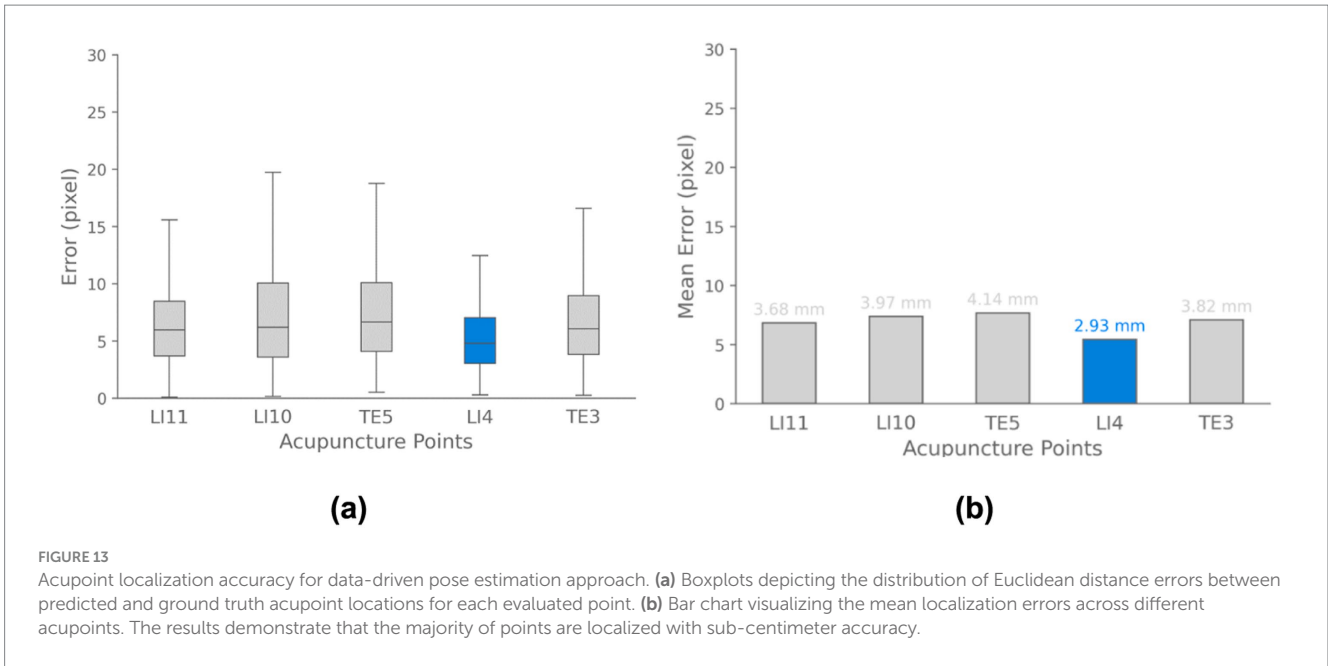 30
25
20
15
10
5
0
Error (pixel)
LI11 LI10 TE5 LI4 TE3
Acupuncture Points
(a)
30
25
20
15
10
5
0
Mean Error (pixel)
3.68 mm 3.97 mm 4.14 mm 2.93 mm 3.82 mm
LI11 LI10 TE5 LI4 TE3
Acupuncture Points
(b)
FIGURE 13
Acupoint localization accuracy for data-driven pose estimation approach. (a) Boxplots depicting the distribution of Euclidean distance errors between
predicted and ground truth acupoint locations for each evaluated point. (b) Bar chart visualizing the mean localization errors across different
acupoints. The results demonstrate that the majority of points are localized with sub-centimeter accuracy.